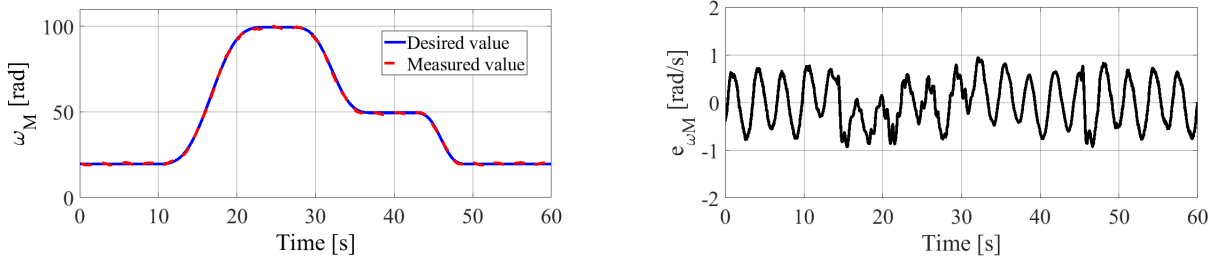 100
50
0
ω_M [rad]
Desired value
Measured value
0 10 20 30 40 50 60
Time [s]
2
1
0
-1
-2
e_ωM [rad/s]
0 10 20 30 40 50 60
Time [s]